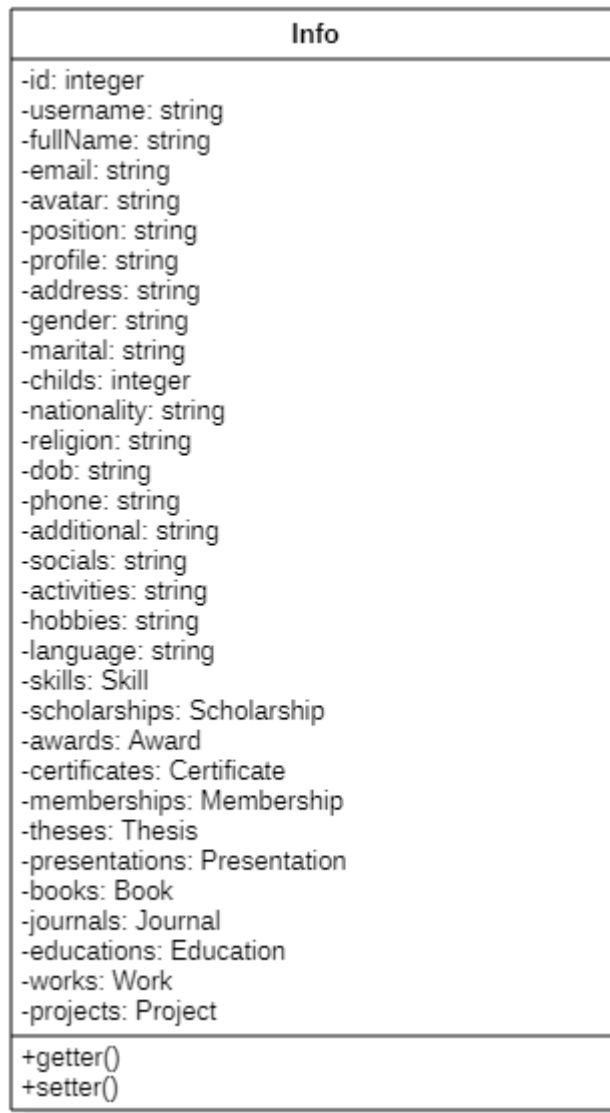 Info
-id: integer
-username: string
-fullName: string
-email: string
-avatar: string
-position: string
-profile: string
-address: string
-gender: string
-marital: string
-childs: integer
-nationality: string
-religion: string
-dob: string
-phone: string
-additional: string
-socials: string
-activities: string
-hobbies: string
-language: string
-skills: Skill
-scholarships: Scholarship
-awards: Award
-certificates: Certificate
-memberships: Membership
-theses: Thesis
-presentations: Presentation
-books: Book
-journals: Journal
-educations: Education
-works: Work
-projects: Project
+getter()
+setter()